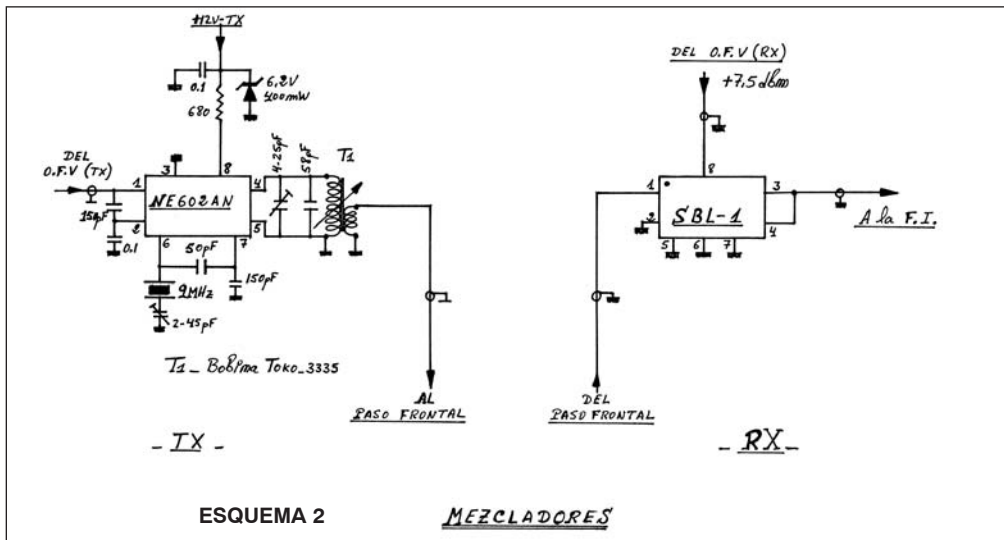 +12V-TX
0.1
6,2V
400mW
680
DEL
O.F.V (TX)
3
8
1
4
NE602AN
2
5
6
7
150pF
0.1
50pF
150pF
9MHz
2-45pF
4-25pF
58pF
T1
T1_ Bobina Toko_3335
AL
PASO FRONTAL
_ TX _
DEL O.F.V (RX)
+7,5 dBm
8
1
3
SBL-1
2
4
5
6
7
A la F.I.
DEL
PASO FRONTAL
_ RX _
ESQUEMA 2
MEZCLADORES